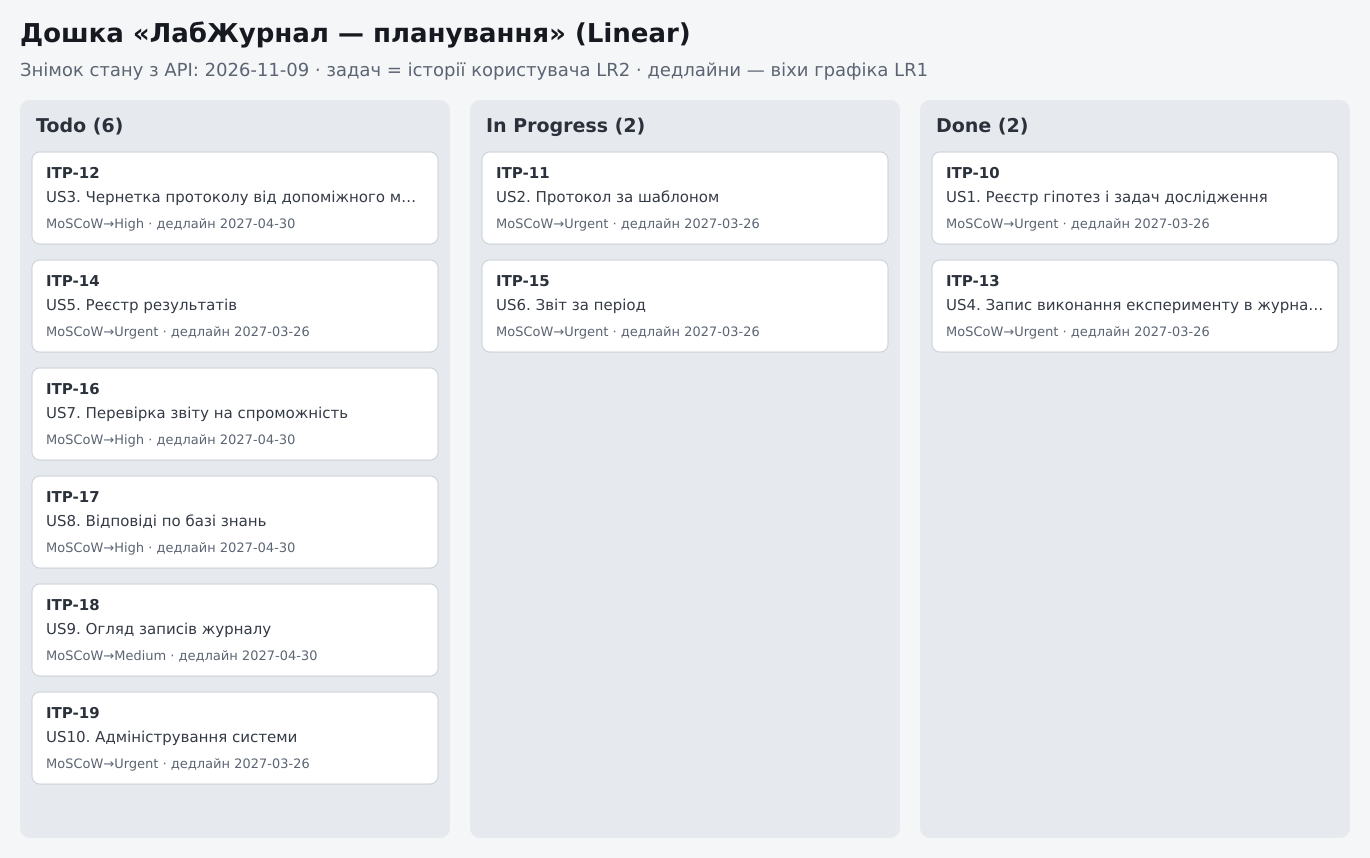 Дошка «ЛабЖурнал — планування» (Linear)
Знімок стану з API: 2026-11-09 · задач = історії користувача LR2 · дедлайни — віхи графіка LR1
Todo (6)
ITP-12
US3. Чернетка протоколу від допоміжного м…
MoSCoW→High · дедлайн 2027-04-30
ITP-14
US5. Реєстр результатів
MoSCoW→Urgent · дедлайн 2027-03-26
ITP-16
US7. Перевірка звіту на спроможність
MoSCoW→High · дедлайн 2027-04-30
ITP-17
US8. Відповіді по базі знань
MoSCoW→High · дедлайн 2027-04-30
ITP-18
US9. Огляд записів журналу
MoSCoW→Medium · дедлайн 2027-04-30
ITP-19
US10. Адміністрування системи
MoSCoW→Urgent · дедлайн 2027-03-26
In Progress (2)
ITP-11
US2. Протокол за шаблоном
MoSCoW→Urgent · дедлайн 2027-03-26
ITP-15
US6. Звіт за період
MoSCoW→Urgent · дедлайн 2027-03-26
Done (2)
ITP-10
US1. Реєстр гіпотез і задач дослідження
MoSCoW→Urgent · дедлайн 2027-03-26
ITP-13
US4. Запис виконання експерименту в журна…
MoSCoW→Urgent · дедлайн 2027-03-26